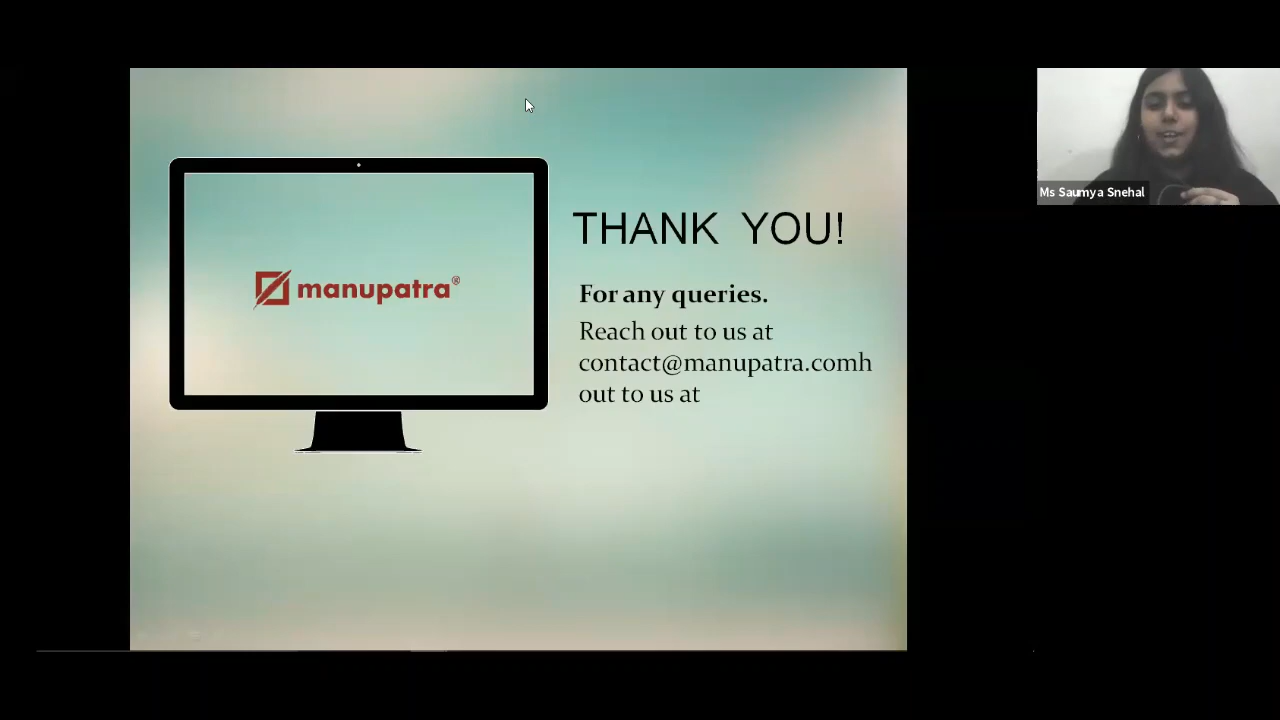 manupatra®
THANK YOU!
For any queries.
Reach out to us at
contact@manupatra.comh
out to us at
Ms Saumya Snehal